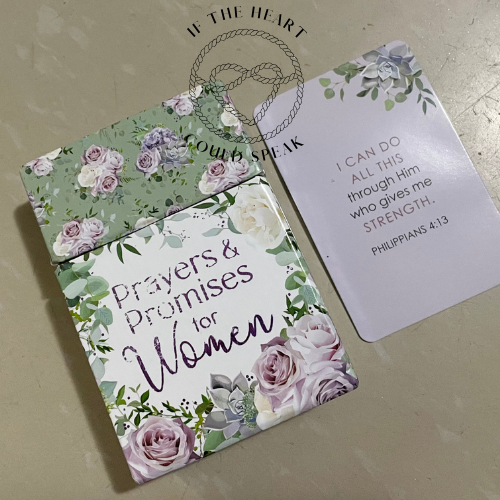 IF THE HEART
COULD SPEAK
Prayers &
Promises
for
Women
I CAN DO
ALL THIS
through Him
who gives me
STRENGTH.
PHILIPPIANS 4:13